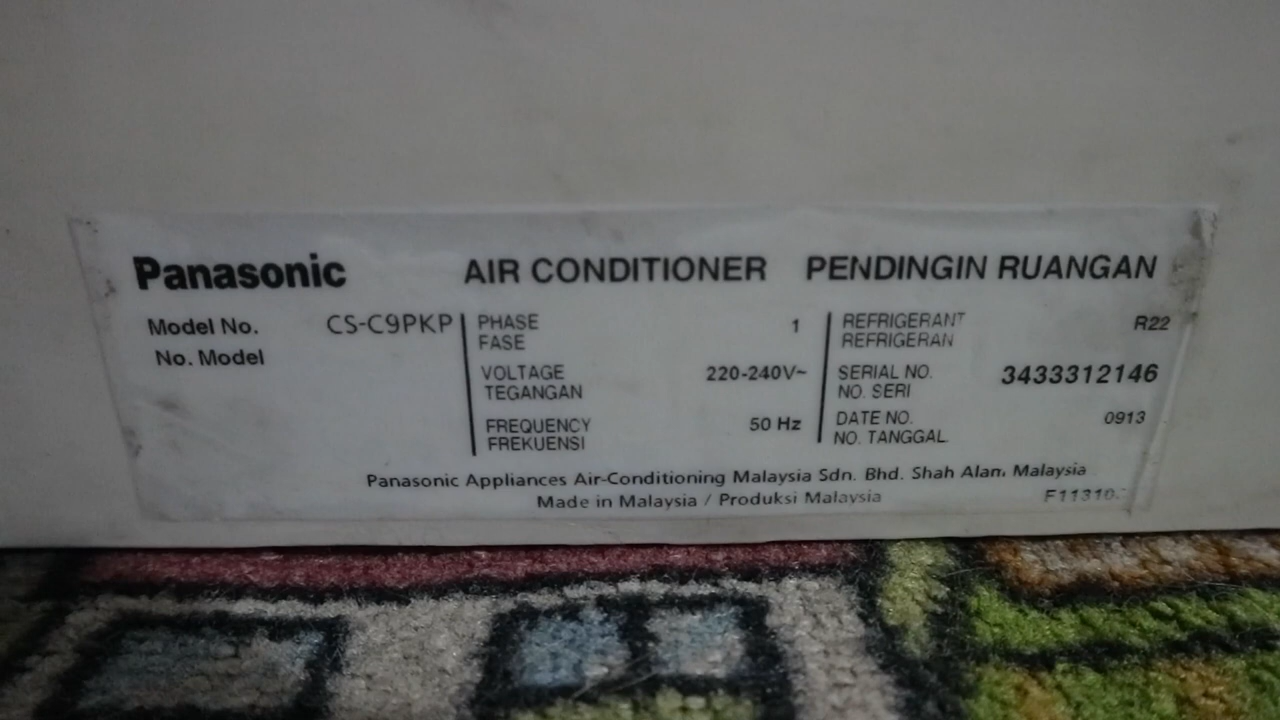 Panasonic AIR CONDITIONER PENDINGIN RUANGAN
Model No. CS-C9PKP
No. Model
PHASE 1
FASE
VOLTAGE 220-240V~
TEGANGAN
FREQUENCY 50 Hz
FREKUENSI
REFRIGERANT R22
REFRIGERAN
SERIAL NO. 3433312146
NO. SERI
DATE NO. 0913
NO. TANGGAL
Panasonic Appliances Air-Conditioning Malaysia Sdn. Bhd. Shah Alam, Malaysia
Made in Malaysia / Produksi Malaysia